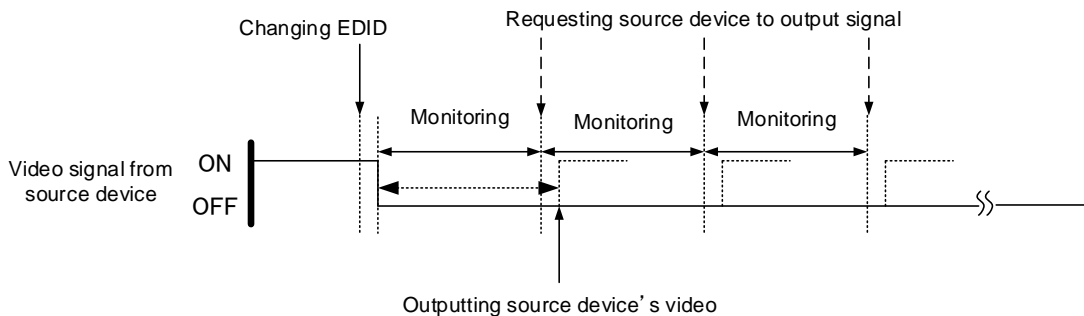 Requesting source device to output signal
Changing EDID
Monitoring
Monitoring
Monitoring
Video signal from
source device
ON
OFF
Outputting source device's video